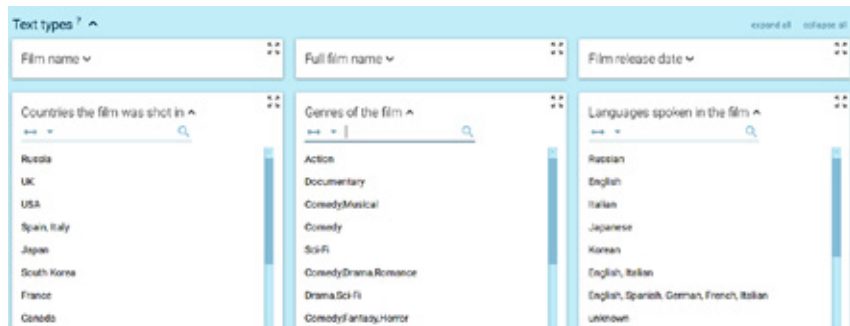 Text types ?
expand all collapse all
Film name
Full film name
Film release date
Countries the film was shot in
Genres of the film
Languages spoken in the film
Russia
Action
Russian
UK
Documentary
English
USA
Comedy,Musical
Italian
Spain, Italy
Comedy
Japanese
Japan
Sci-Fi
Korean
South Korea
Comedy,Drama,Romance
English, Italian
France
Drama,Sci-Fi
English, Spanish, German, French, Italian
Canada
Comedy,Fantasy,Horror
unknown